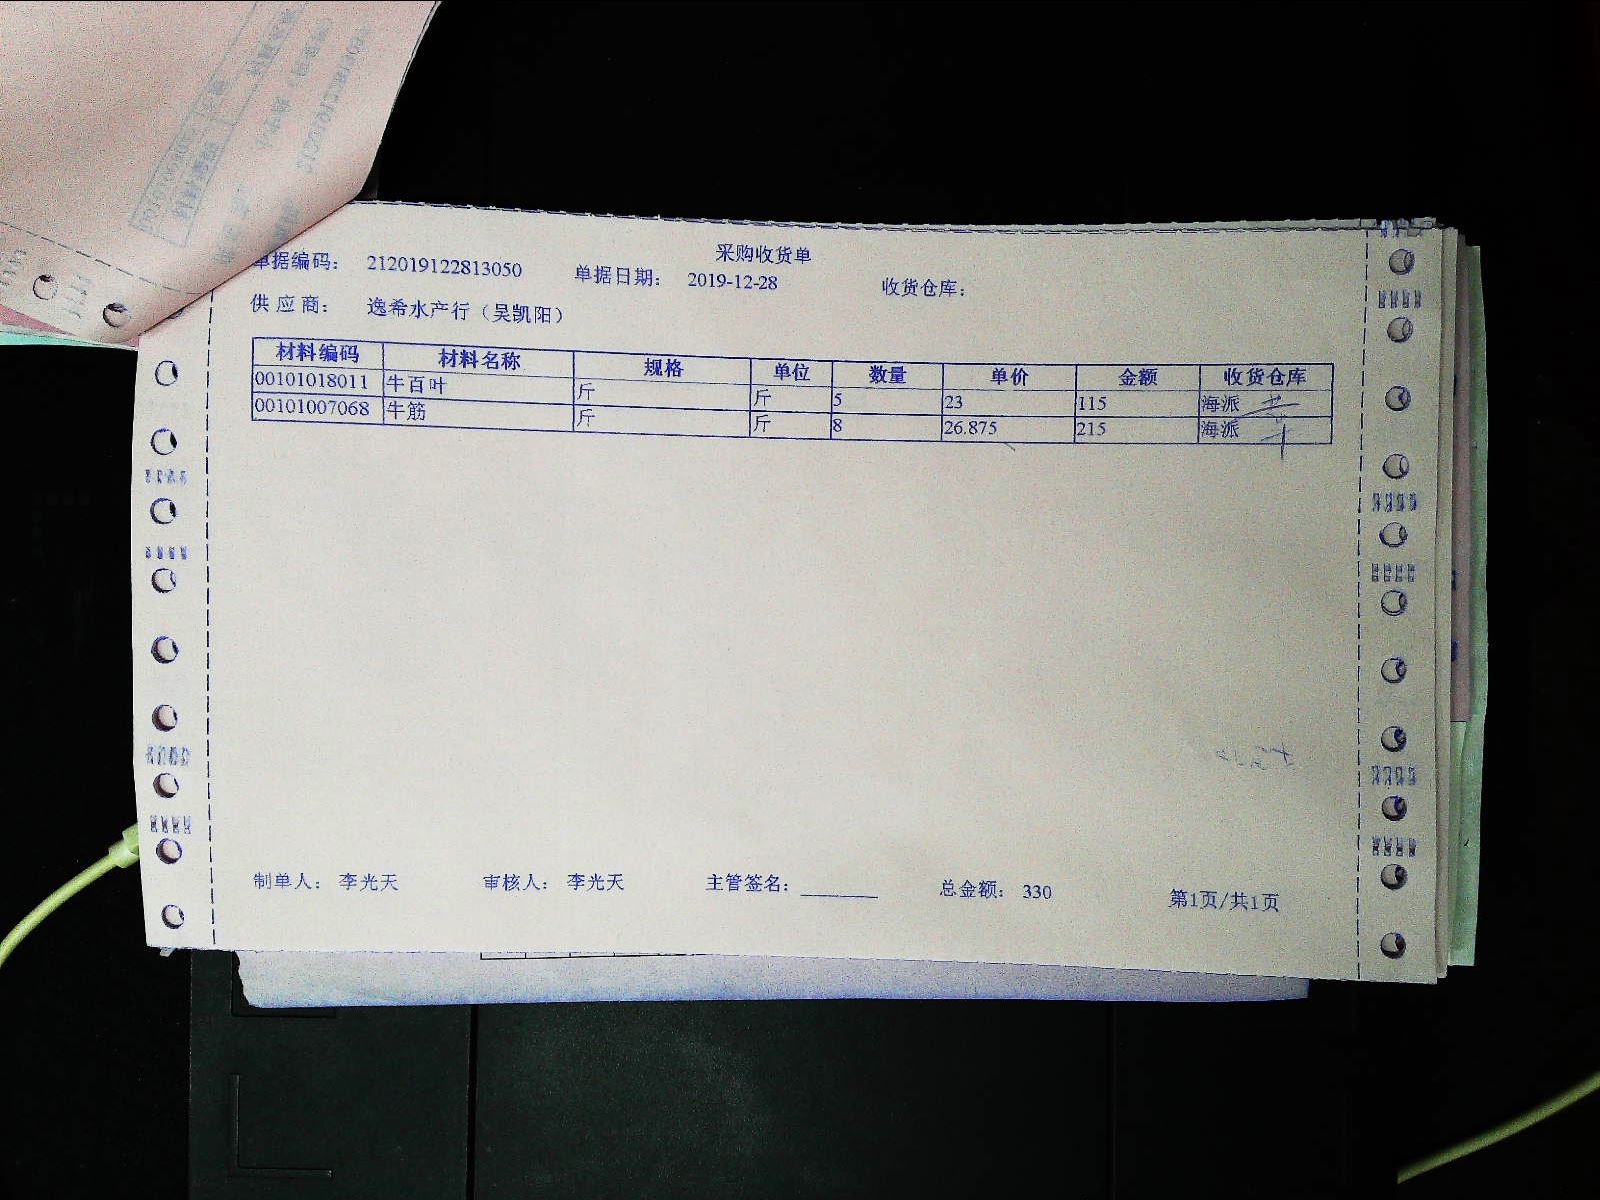 采购收货单
单据编码： 212019122813050 单据日期： 2019-12-28 收货仓库：
供 应 商： 逸希水产行（吴凯阳）
材料编码 材料名称 规格 单位 数量 单价 金额 收货仓库
00101018011 牛百叶 斤 斤 5 23 115 海派
00101007068 牛筋 斤 斤 8 26.875 215 海派
制单人： 李光天 审核人： 李光天 主管签名： 总金额： 330 第1页/共1页